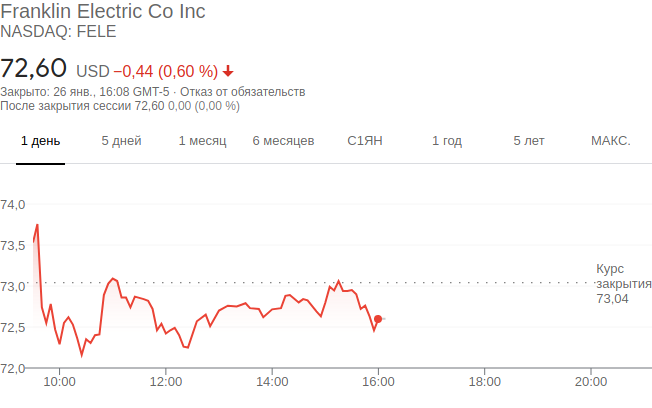 Franklin Electric Co Inc
NASDAQ: FELE
72,60 USD −0,44 (0,60 %)
Закрыто: 26 янв., 16:08 GMT-5 · Отказ от обязательств
После закрытия сессии 72,60 0,00 (0,00 %)
1 день 5 дней 1 месяц 6 месяцев С1ЯН 1 год 5 лет МАКС.
74,0
73,5
Курс
закрытия
73,0
73,04
72,5
72,0
10:00 12:00 14:00 16:00 18:00 20:00